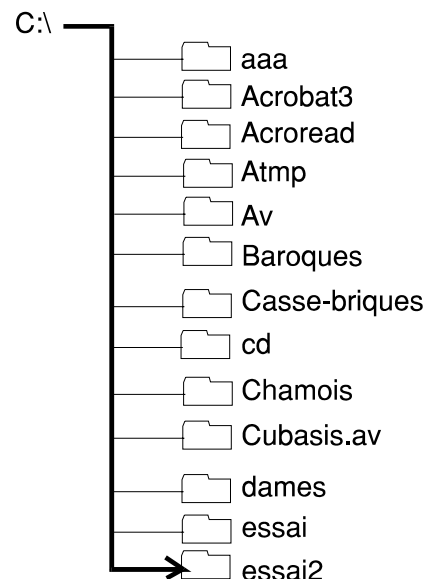 C:\
aaa
Acrobat3
Acroread
Atmp
Av
Baroques
Casse-briques
cd
Chamois
Cubasis.av
dames
essai
essai2